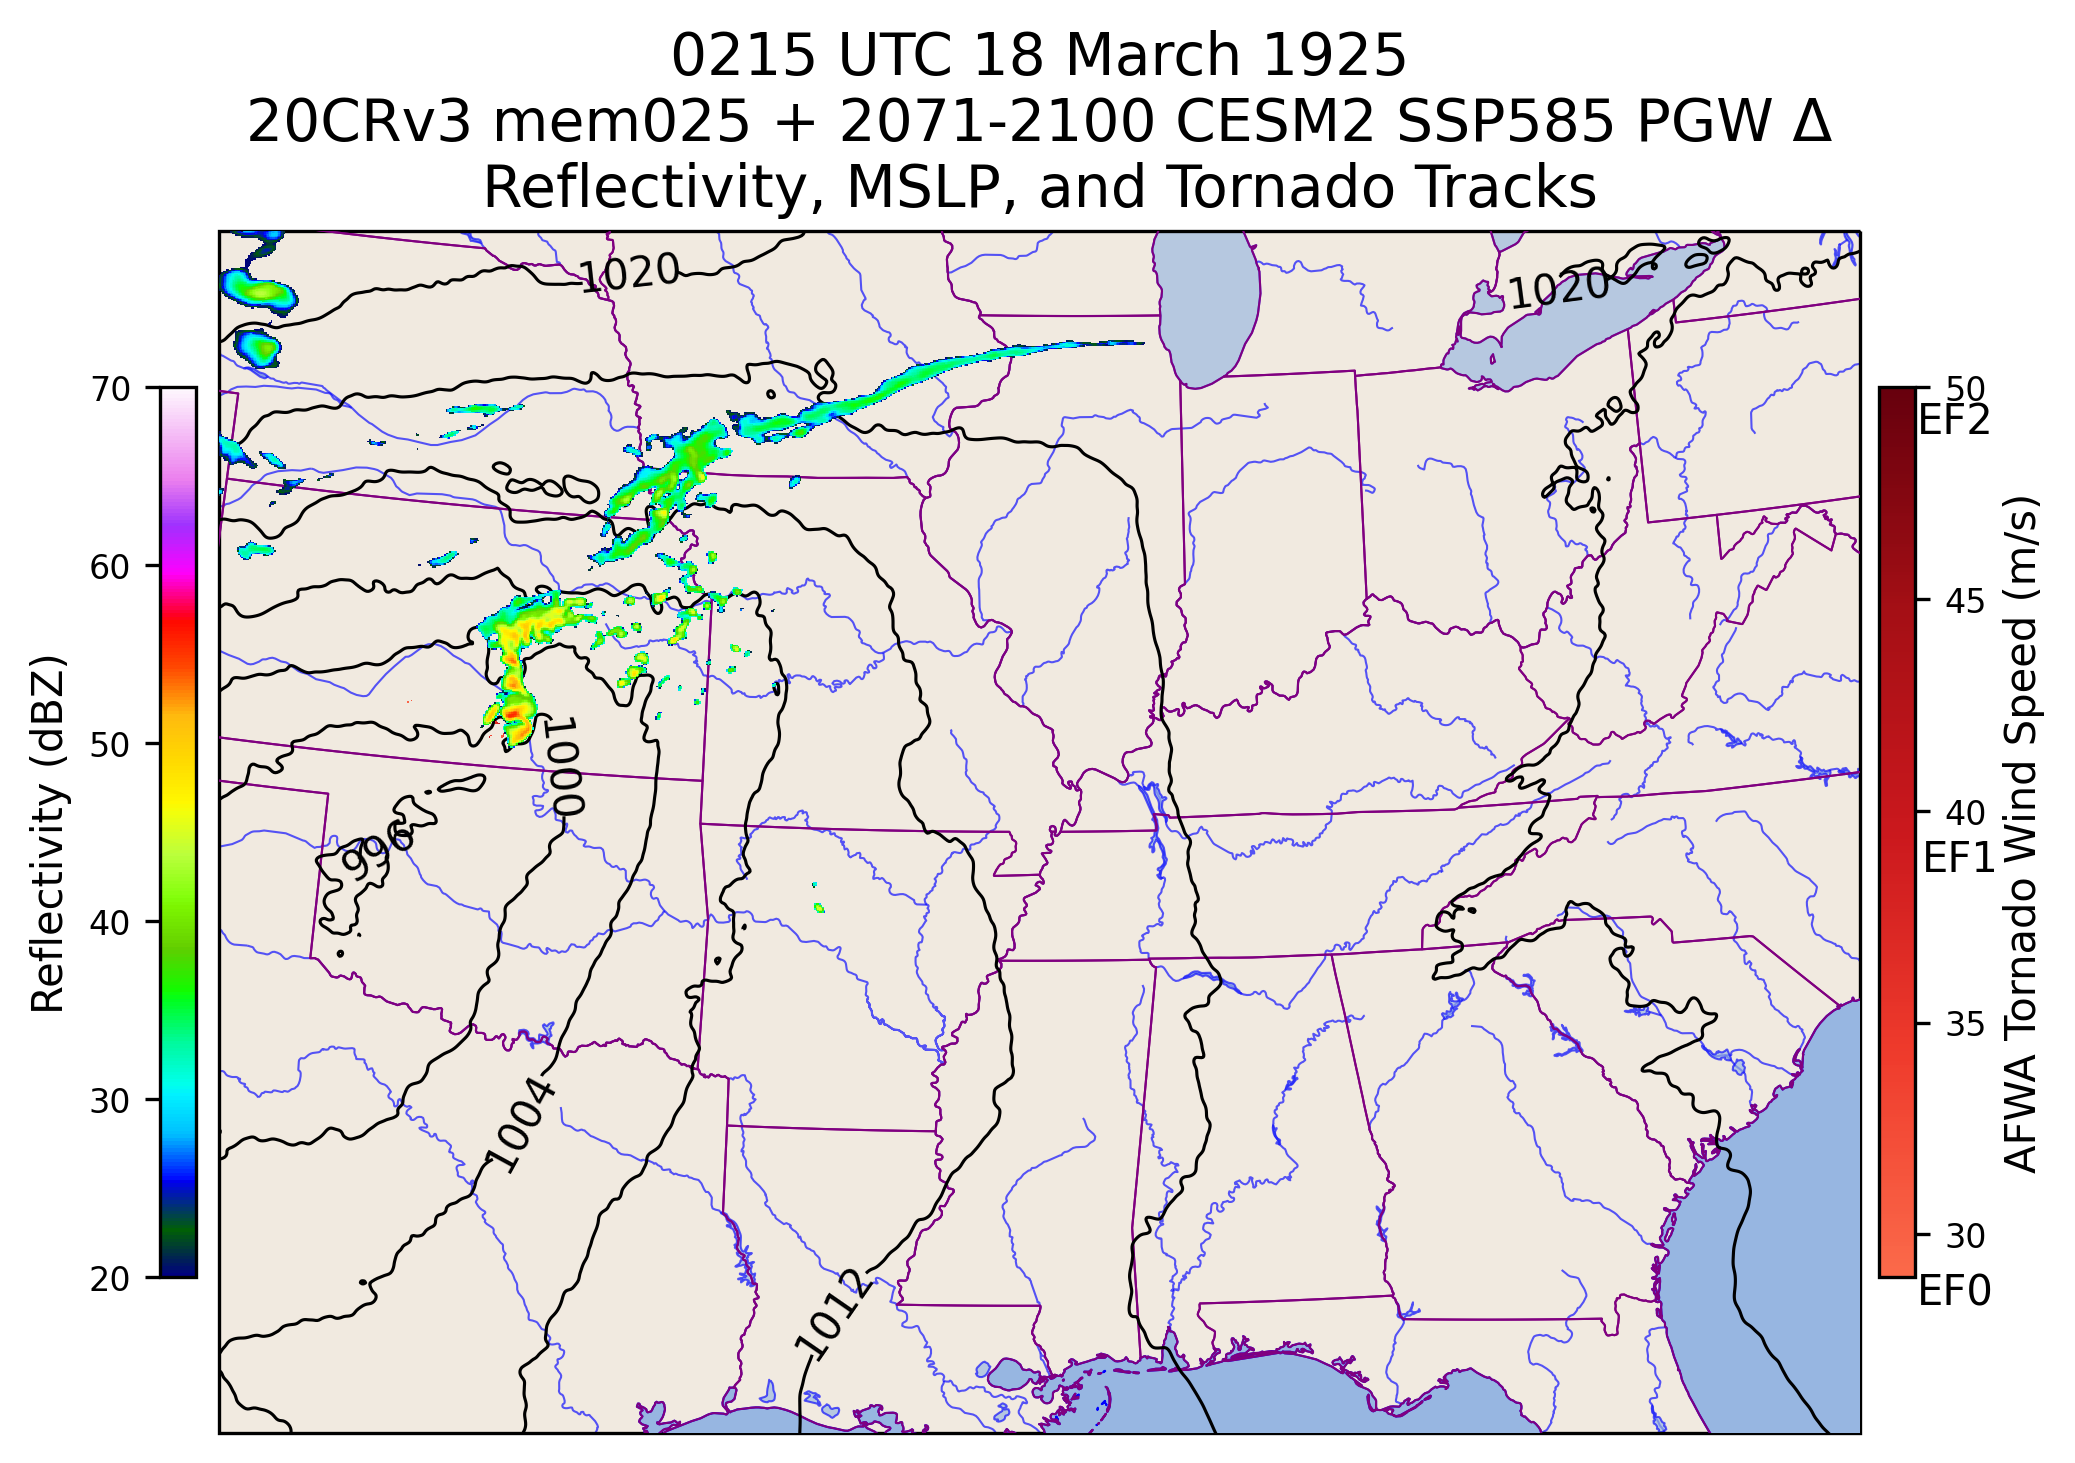 0215 UTC 18 March 1925
20CRv3 mem025 + 2071-2100 CESM2 SSP585 PGW Δ
Reflectivity, MSLP, and Tornado Tracks
1020
1020
1000
996
1004
1012
70
60
50
40
30
20
Reflectivity (dBZ)
50
EF2
45
40
EF1
35
30
EF0
AFWA Tornado Wind Speed (m/s)